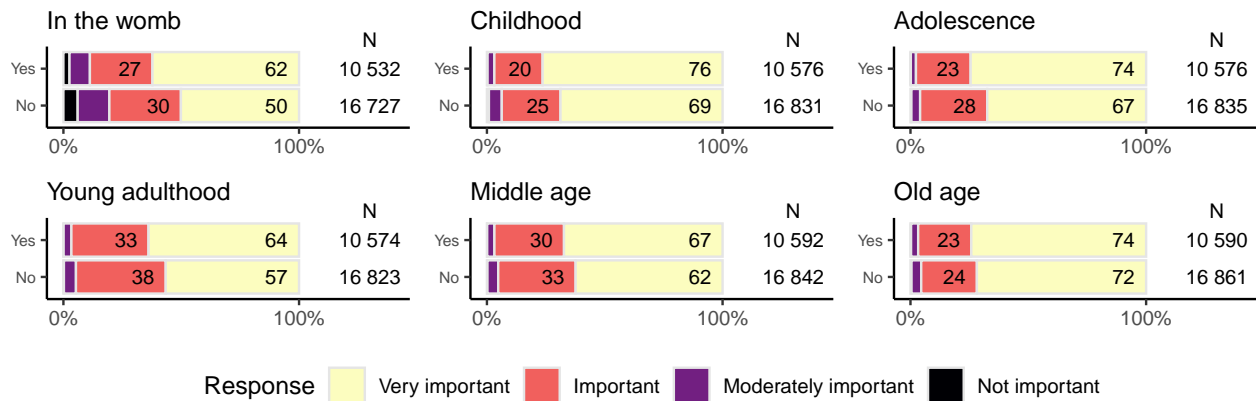 In the womb
N
Yes 27 62 10 532
No 30 50 16 727
0% 100%
Childhood
N
Yes 20 76 10 576
No 25 69 16 831
0% 100%
Adolescence
N
Yes 23 74 10 576
No 28 67 16 835
0% 100%
Young adulthood
N
Yes 33 64 10 574
No 38 57 16 823
0% 100%
Middle age
N
Yes 30 67 10 592
No 33 62 16 842
0% 100%
Old age
N
Yes 23 74 10 590
No 24 72 16 861
0% 100%
Response Very important Important Moderately important Not important